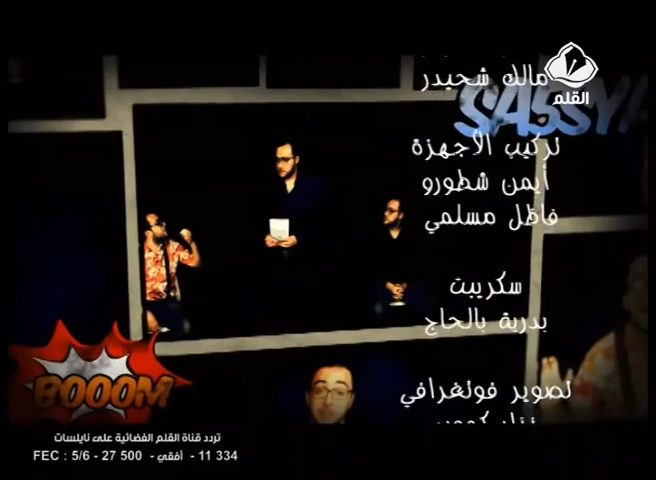 مالك شحيدر
القلم
SASSY
تركيب الأجهزة
أيمن شطورو
فاظل مسلمي
سكريبت
بدرية بالحاج
تصوير فوتغرافي
BOOOM
تردد قناة القلم الفضائية على نايلسات
FEC : 5/6 - 27 500 - أفقي - 11 334